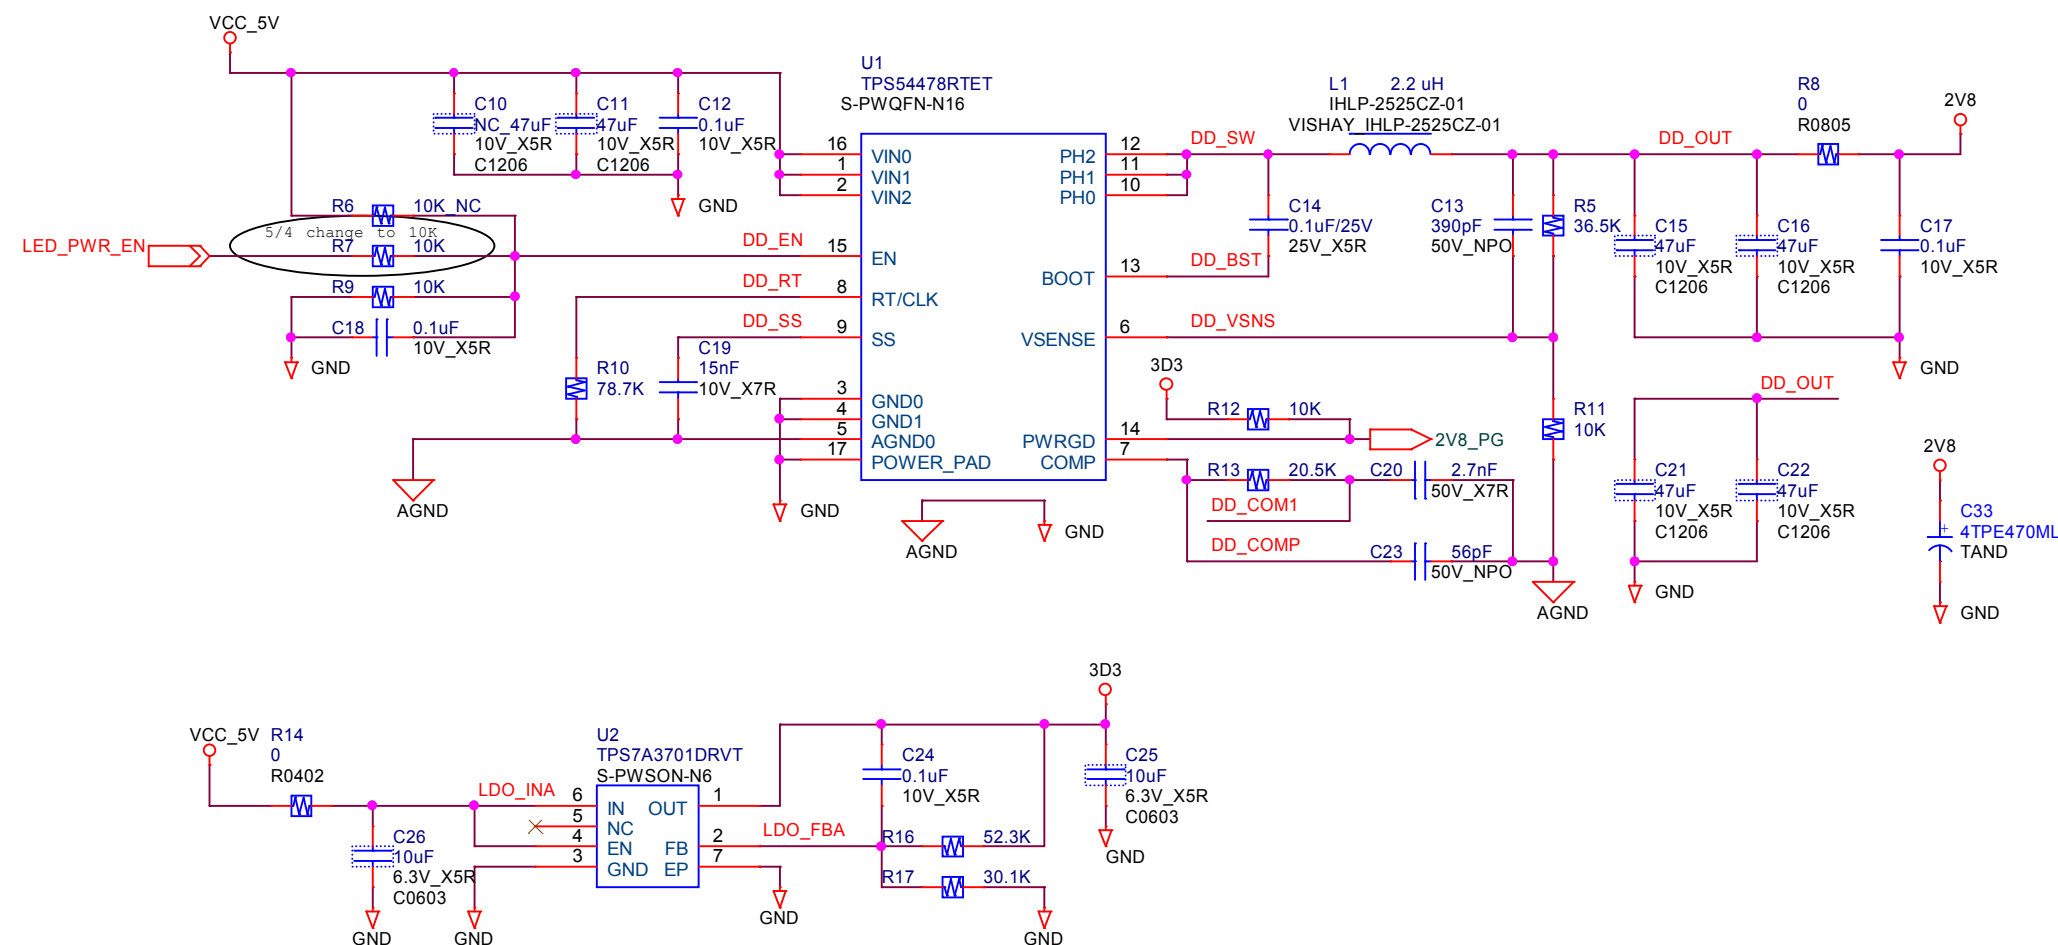 VCC_5V
C10
NC_47uF
10V_X5R
C1206
C11
47uF
10V_X5R
C1206
C12
0.1uF
10V_X5R
GND
U1
TPS54478RTET
S-PWQFN-N16
16 VIN0
1 VIN1
2 VIN2
15 EN
8 RT/CLK
9 SS
3 GND0
4 GND1
5 AGND0
17 POWER_PAD
PH2 12
PH1 11
PH0 10
BOOT 13
VSENSE 6
PWRGD 14
COMP 7
LED_PWR_EN
R6 10K_NC
5/4 change to 10K
R7 10K
R9 10K
C18 0.1uF
10V_X5R
GND
DD_EN
DD_RT
DD_SS
R10
78.7K
C19
15nF
10V_X7R
AGND
GND
AGND
GND
DD_SW
DD_BST
DD_VSNS
C14
0.1uF/25V
25V_X5R
L1 2.2 uH
IHLP-2525CZ-01
VISHAY_IHLP-2525CZ-01
C13
390pF
50V_NPO
R5
36.5K
DD_OUT
C15
47uF
10V_X5R
C1206
C16
47uF
10V_X5R
C1206
R8
0
R0805
2V8
C17
0.1uF
10V_X5R
GND
3D3
R12 10K
2V8_PG
R13 20.5K
C20 2.7nF
50V_X7R
DD_COM1
DD_COMP
C23 56pF
50V_NPO
R11
10K
AGND
DD_OUT
C21
47uF
10V_X5R
C1206
C22
47uF
10V_X5R
C1206
GND
2V8
C33
4TPE470ML
TAND
GND
VCC_5V
R14
0
R0402
LDO_INA
C26
10uF
6.3V_X5R
C0603
GND
GND
U2
TPS7A3701DRVT
S-PWSON-N6
6 IN
5 NC
4 EN
3 GND
OUT 1
FB 2
EP 7
GND
LDO_FBA
C24
0.1uF
10V_X5R
R16 52.3K
R17 30.1K
GND
3D3
C25
10uF
6.3V_X5R
C0603
GND